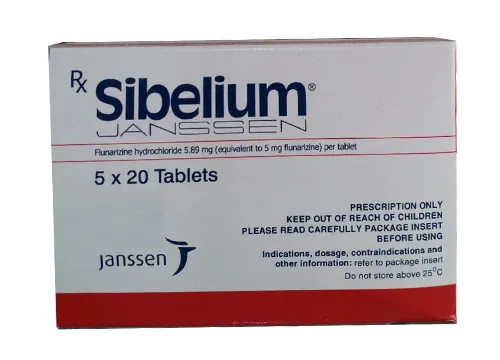 Rx
Sibelium®
JANSSEN
Flunarizine hydrochloride 5.89 mg (equivalent to 5 mg flunarizine) per tablet
5 x 20 Tablets
PRESCRIPTION ONLY
KEEP OUT OF REACH OF CHILDREN
PLEASE READ CAREFULLY PACKAGE INSERT
BEFORE USING
Indications, dosage, contraindications and
other information: refer to package insert
Do not store above 25°C
janssen